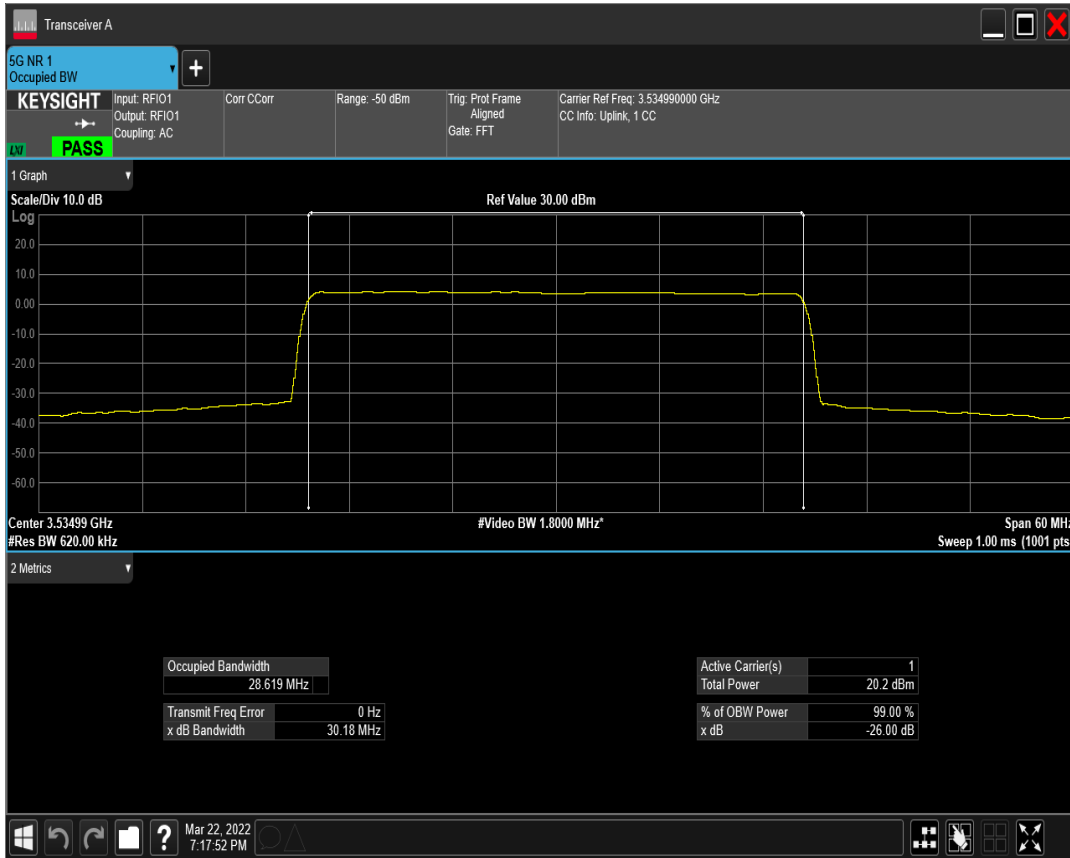 Transceiver A
5G NR 1
Occupied BW
+
KEYSIGHT
LXI
PASS
Input: RFIO1
Output: RFIO1
Coupling: AC
Corr CCorr
Range: -50 dBm
Trig: Prot Frame
Aligned
Gate: FFT
Carrier Ref Freq: 3.534990000 GHz
CC Info: Uplink, 1 CC
1 Graph
Scale/Div 10.0 dB
Ref Value 30.00 dBm
Log
20.0
10.0
0.00
-10.0
-20.0
-30.0
-40.0
-50.0
-60.0
Center 3.53499 GHz
#Video BW 1.8000 MHz*
Span 60 MHz
#Res BW 620.00 kHz
Sweep 1.00 ms (1001 pts
2 Metrics
Occupied Bandwidth
28.619 MHz
Transmit Freq Error 0 Hz
x dB Bandwidth 30.18 MHz
Active Carrier(s) 1
Total Power 20.2 dBm
% of OBW Power 99.00 %
x dB -26.00 dB
?
Mar 22, 2022
7:17:52 PM